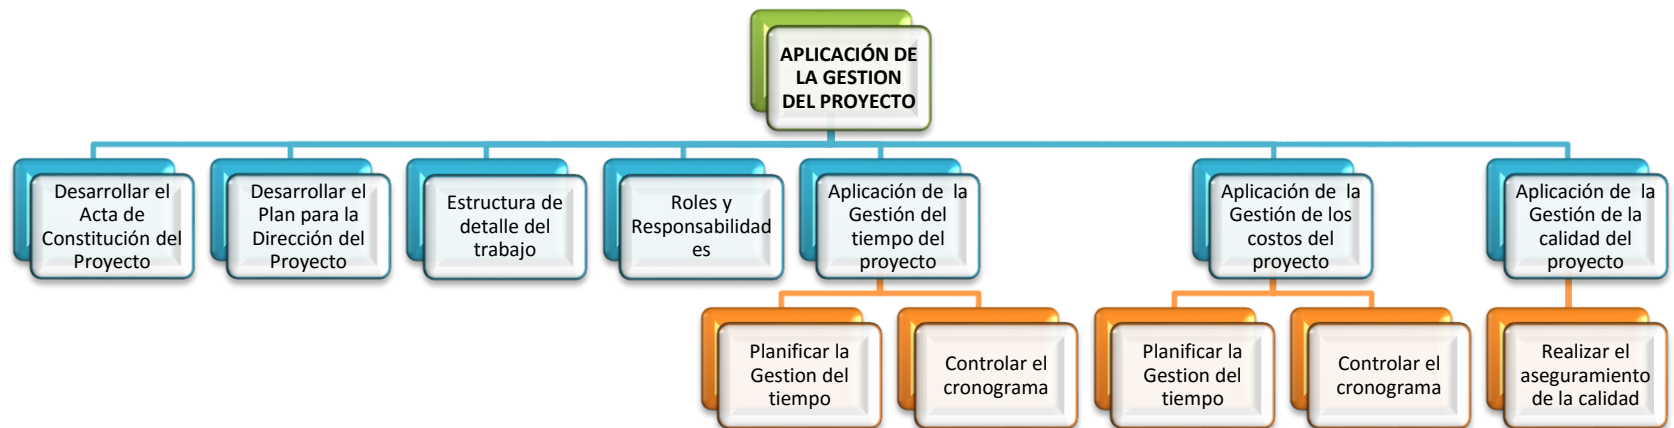 APLICACIÓN DE
LA GESTION
DEL PROYECTO
Desarrollar el
Acta de
Constitución del
Proyecto
Desarrollar el
Plan para la
Dirección del
Proyecto
Estructura de
detalle del
trabajo
Roles y
Responsabilidad
es
Aplicación de la
Gestión del
tiempo del
proyecto
Aplicación de la
Gestión de los
costos del
proyecto
Aplicación de la
Gestión de la
calidad del
proyecto
Planificar la
Gestion del
tiempo
Controlar el
cronograma
Planificar la
Gestion del
tiempo
Controlar el
cronograma
Realizar el
aseguramiento
de la calidad